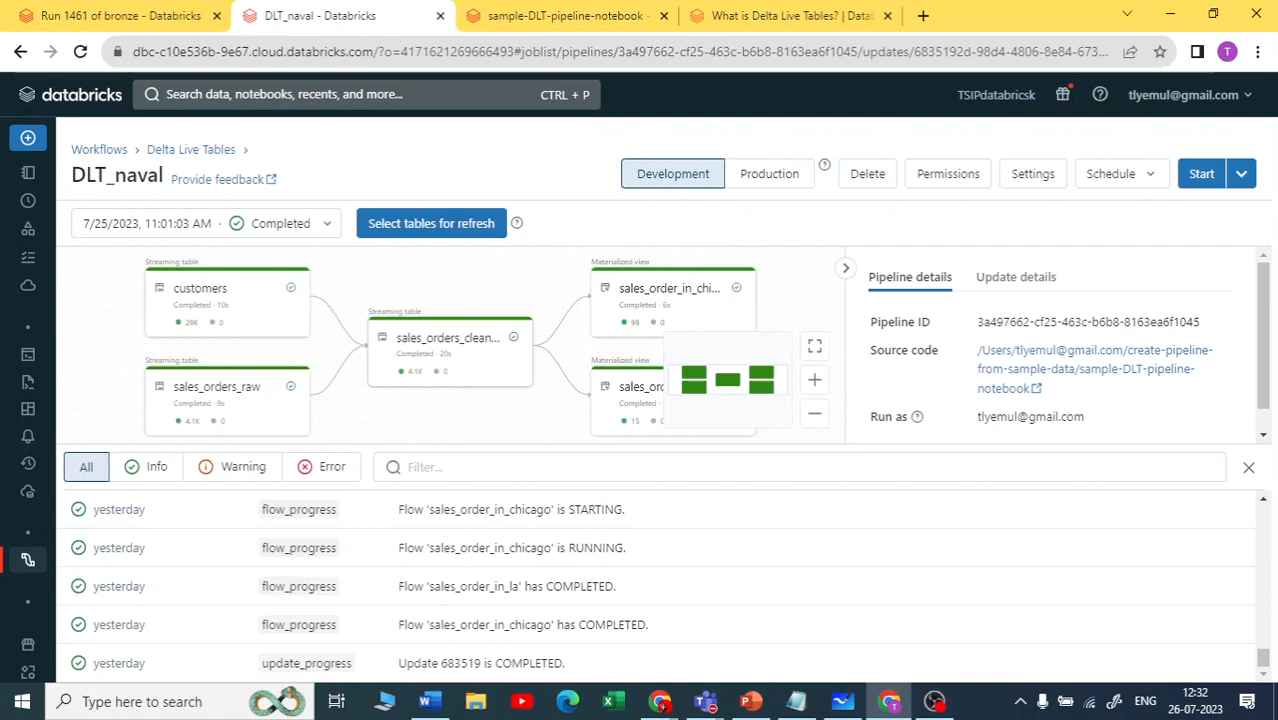 Run 1461 of bronze - Databricks
DLT_naval - Databricks
sample-DLT-pipeline-notebook -
What is Delta Live Tables? | Datab
dbc-c10e536b-9e67.cloud.databricks.com/?o=4171621269666493#joblist/pipelines/3a497662-cf25-463c-b6b8-8163ea6f1045/updates/6835192d-98d4-4806-8e84-673...
T
databricks
Search data, notebooks, recents, and more...
CTRL + P
TSIPdatabricsk
tlyemul@gmail.com
Workflows > Delta Live Tables >
DLT_naval
Provide feedback
Development
Production
Delete
Permissions
Settings
Schedule
Start
7/25/2023, 11:01:03 AM · Completed
Select tables for refresh
Streaming table
customers
Completed · 10s
29K 0
Streaming table
sales_orders_raw
Completed · 9s
4.1K 0
Streaming table
sales_orders_clean...
Completed · 20s
4.1K 0
Materialized view
sales_order_in_chi...
Completed · 6s
99 0
Materialized view
sales_or
Completed
15
Pipeline details
Update details
Pipeline ID
3a497662-cf25-463c-b6b8-8163ea6f1045
Source code
/Users/tlyemul@gmail.com/create-pipeline-
from-sample-data/sample-DLT-pipeline-
notebook
Run as
tlyemul@gmail.com
All
Info
Warning
Error
Filter...
yesterday flow_progress Flow 'sales_order_in_chicago' is STARTING.
yesterday flow_progress Flow 'sales_order_in_chicago' is RUNNING.
yesterday flow_progress Flow 'sales_order_in_la' has COMPLETED.
yesterday flow_progress Flow 'sales_order_in_chicago' has COMPLETED.
yesterday update_progress Update 683519 is COMPLETED.
Type here to search
ENG
12:32
26-07-2023